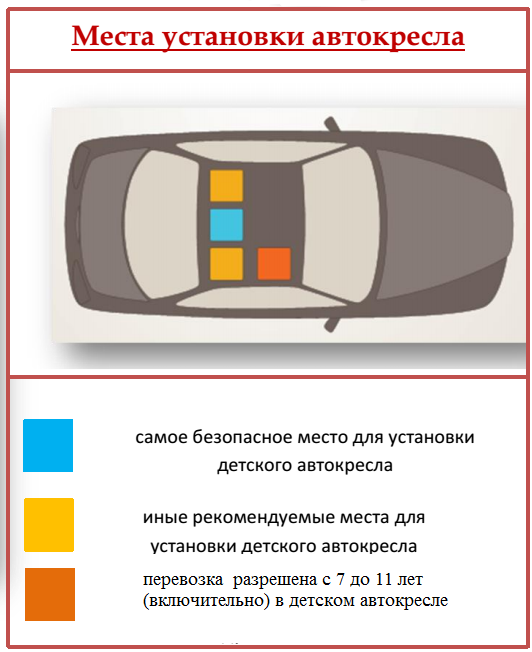 Места установки автокресла
самое безопасное место для установки
детского автокресла
иные рекомендуемые места для
установки детского автокресла
перевозка разрешена с 7 до 11 лет
(включительно) в детском автокресле